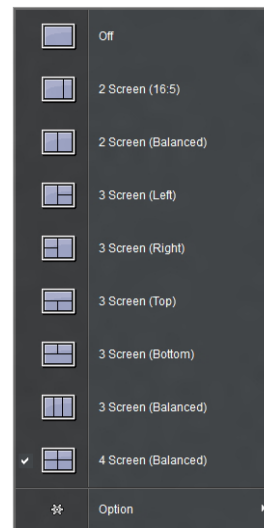 Off
2 Screen (16:5)
2 Screen (Balanced)
3 Screen (Left)
3 Screen (Right)
3 Screen (Top)
3 Screen (Bottom)
3 Screen (Balanced)
4 Screen (Balanced)
Option